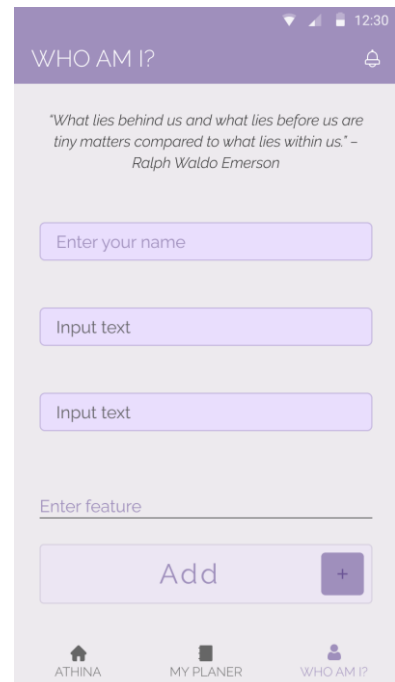 12:30
WHO AM I?
"What lies behind us and what lies before us are
tiny matters compared to what lies within us." –
Ralph Waldo Emerson
Enter your name
Input text
Input text
Enter feature
Add +
ATHINA MY PLANER WHO AM I?